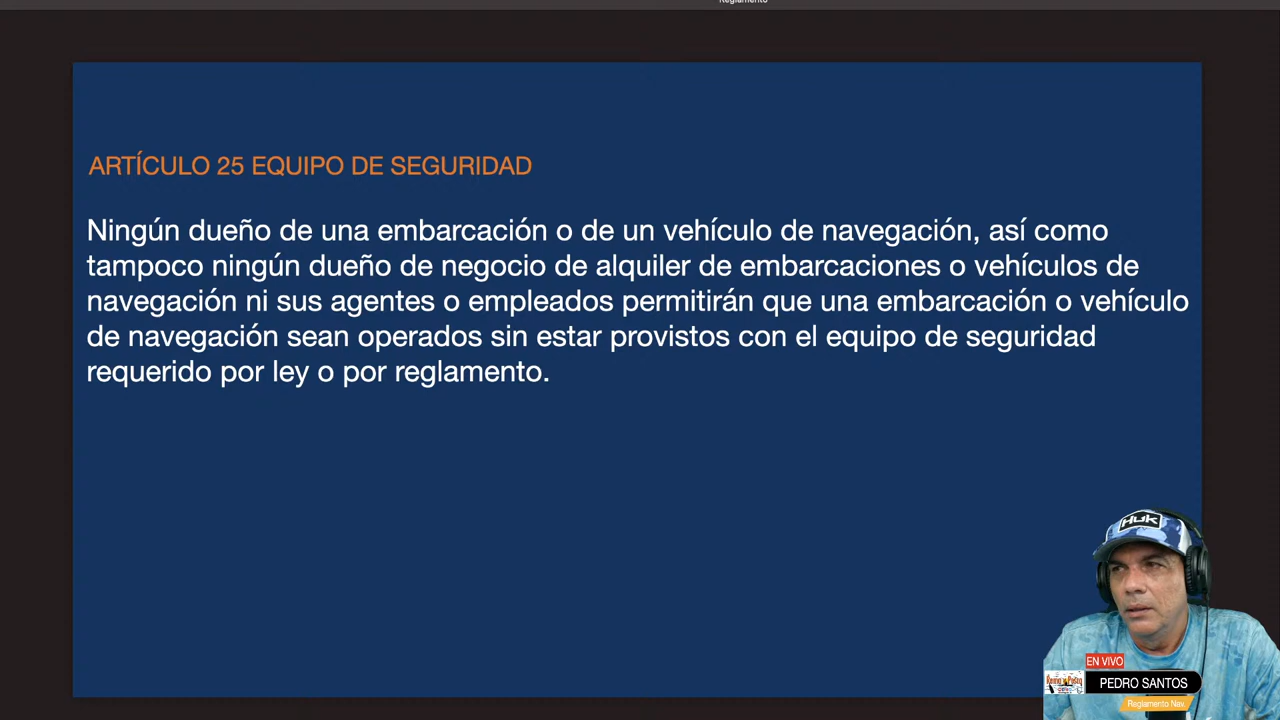 Reglamento
ARTÍCULO 25 EQUIPO DE SEGURIDAD
Ningún dueño de una embarcación o de un vehículo de navegación, así como
tampoco ningún dueño de negocio de alquiler de embarcaciones o vehículos de
navegación ni sus agentes o empleados permitirán que una embarcación o vehículo
de navegación sean operados sin estar provistos con el equipo de seguridad
requerido por ley o por reglamento.
HUK
EN VIVO
PEDRO SANTOS
Reglamento Nav.